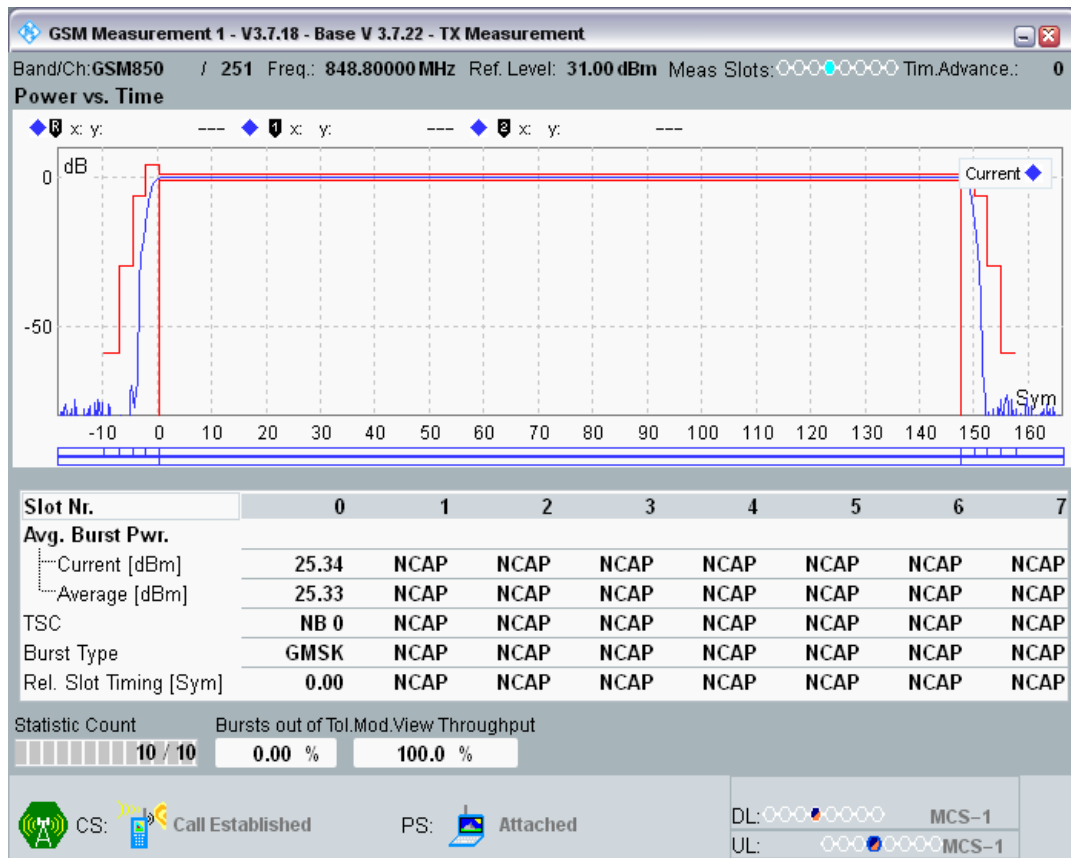 GSM Measurement 1 - V3.7.18 - Base V 3.7.22 - TX Measurement
Band/Ch:GSM850 / 251 Freq.: 848.80000 MHz Ref. Level: 31.00 dBm Meas Slots: Tim.Advance.: 0
Power vs. Time
R x: y: --- 1 x: y: --- 2 x: y: ---
dB
0
Current
-50
Sym
-10 0 10 20 30 40 50 60 70 80 90 100 110 120 130 140 150 160
Slot Nr. 0 1 2 3 4 5 6 7
Avg. Burst Pwr.
Current [dBm] 25.34 NCAP NCAP NCAP NCAP NCAP NCAP NCAP
Average [dBm] 25.33 NCAP NCAP NCAP NCAP NCAP NCAP NCAP
TSC NB 0 NCAP NCAP NCAP NCAP NCAP NCAP NCAP
Burst Type GMSK NCAP NCAP NCAP NCAP NCAP NCAP NCAP
Rel. Slot Timing [Sym] 0.00 NCAP NCAP NCAP NCAP NCAP NCAP NCAP
Statistic Count Bursts out of Tol.Mod.View Throughput
10 / 10 0.00 % 100.0 %
CS: Call Established PS: Attached
DL: MCS-1
UL: MCS-1